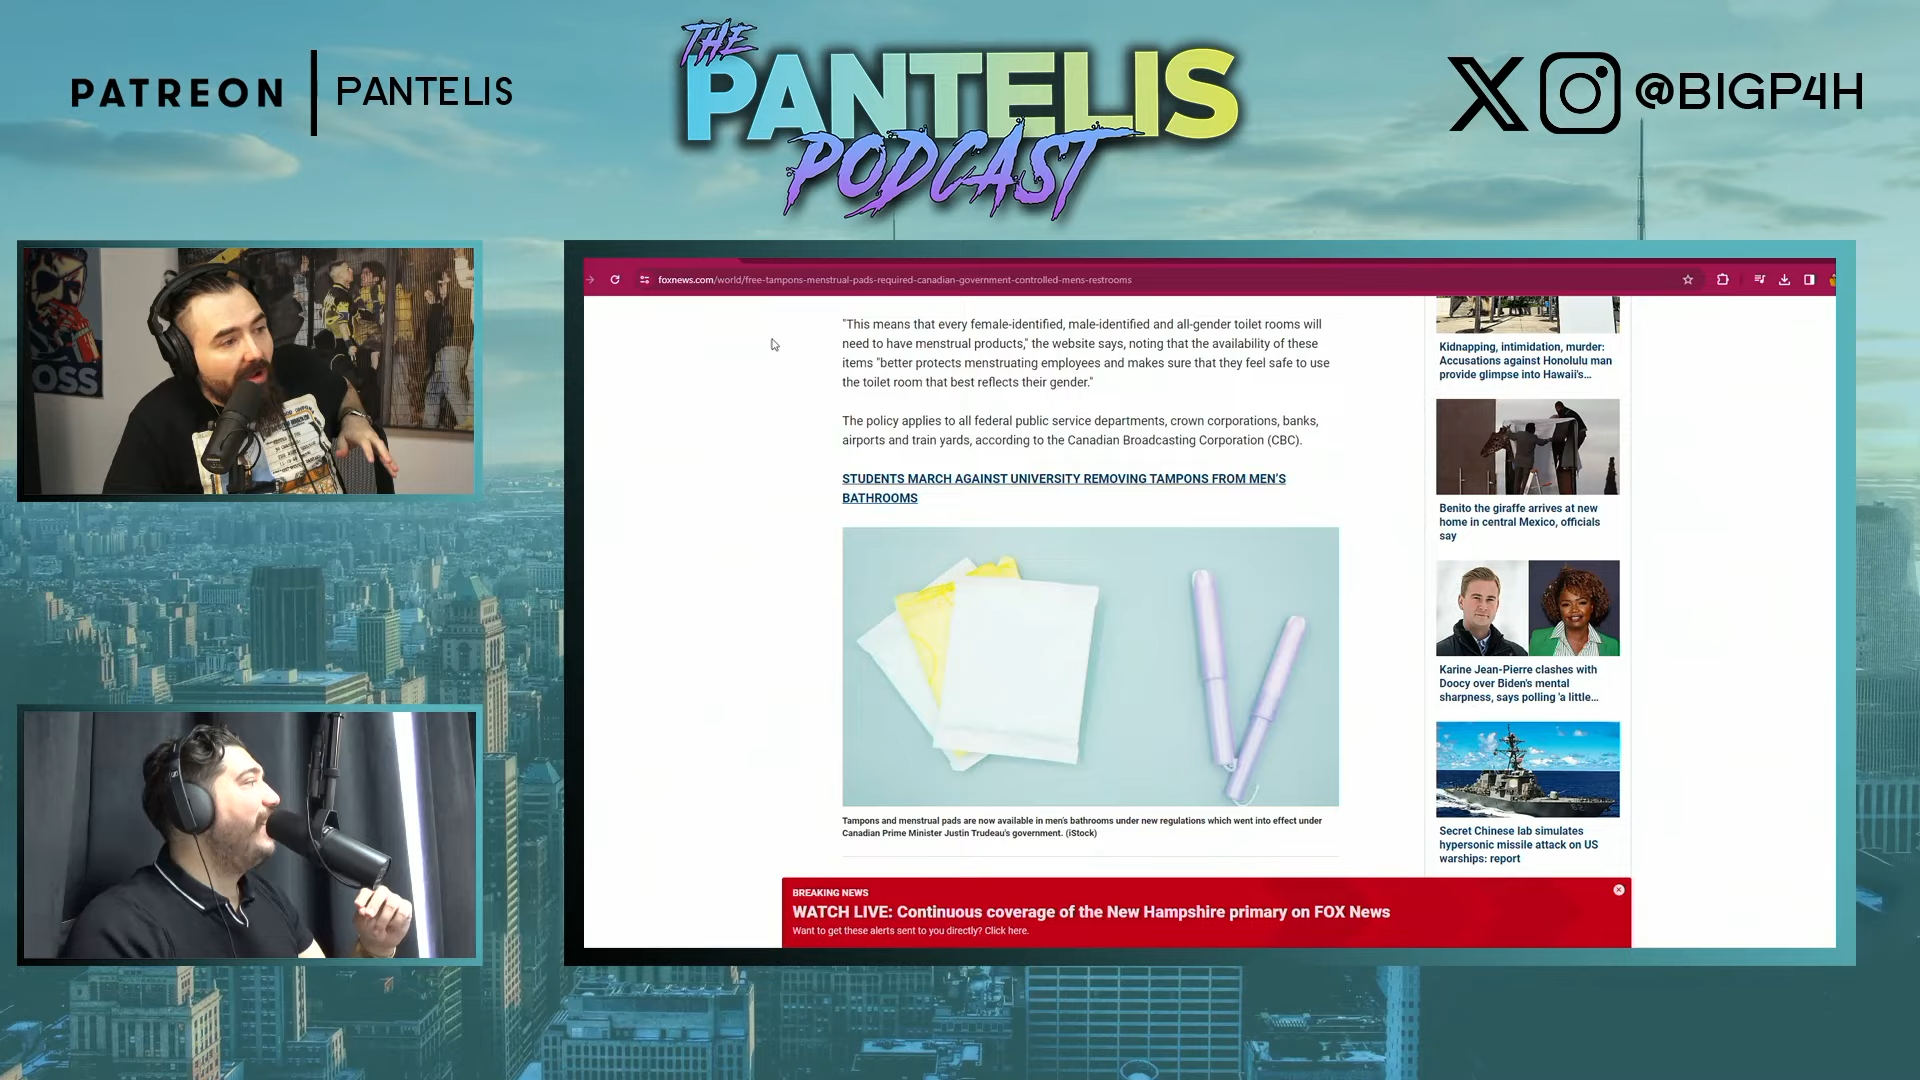 PATREON | PANTELIS
THE
PANTELIS
PODCAST
@BIGP4H
OSS
foxnews.com/world/free-tampons-menstrual-pads-required-canadian-government-controlled-mens-restrooms
"This means that every female-identified, male-identified and all-gender toilet rooms will
need to have menstrual products," the website says, noting that the availability of these
items "better protects menstruating employees and makes sure that they feel safe to use
the toilet room that best reflects their gender."
The policy applies to all federal public service departments, crown corporations, banks,
airports and train yards, according to the Canadian Broadcasting Corporation (CBC).
STUDENTS MARCH AGAINST UNIVERSITY REMOVING TAMPONS FROM MEN'S
BATHROOMS
Tampons and menstrual pads are now available in men's bathrooms under new regulations which went into effect under
Canadian Prime Minister Justin Trudeau's government. (iStock)
Kidnapping, intimidation, murder:
Accusations against Honolulu man
provide glimpse into Hawaii's...
Benito the giraffe arrives at new
home in central Mexico, officials
say
Karine Jean-Pierre clashes with
Doocy over Biden's mental
sharpness, says polling 'a little...
Secret Chinese lab simulates
hypersonic missile attack on US
warships: report
BREAKING NEWS
WATCH LIVE: Continuous coverage of the New Hampshire primary on FOX News
Want to get these alerts sent to you directly? Click here.